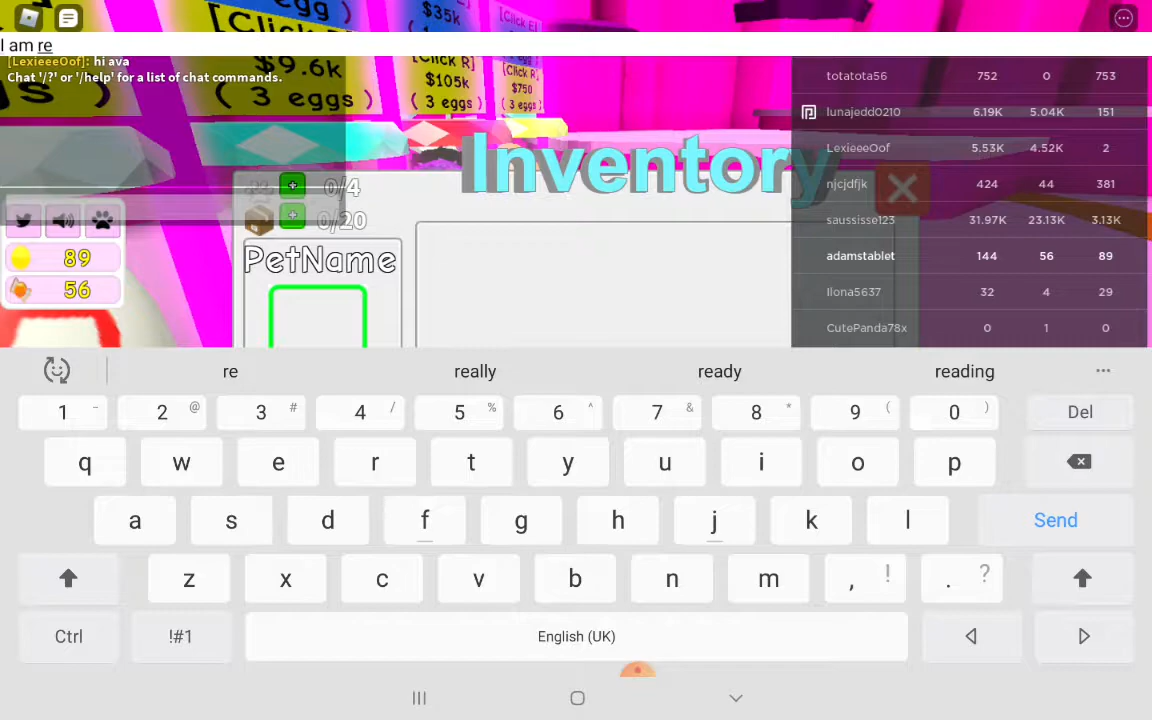 egg )
$35k
[Click E]
[Click E]
I am re
[LexieeeOof]: hi ava
Chat '/?' or '/help' for a list of chat commands.
$9.6k
( 3 eggs )
[Click R]
$105k
( 3 eggs )
[Click R]
$750
( 3 eggs )
totatota56 752 0 753
lunajedd0210 6.19K 5.04K 151
LexieeeOof 5.53K 4.52K 2
njcjdfjk 424 44 381
saussisse123 31.97K 23.13K 3.13K
adamstablet 144 56 89
Ilona5637 32 4 29
CutePanda78x 0 1 0
Inventory
0/4
0/20
89
56
PetName
re really ready reading
1 - 2 @ 3 # 4 / 5 % 6 ^ 7 & 8 * 9 ( 0 ) Del
q w e r t y u i o p
a s d f g h j k l Send
z x c v b n m , ! . ?
Ctrl !#1 English (UK)